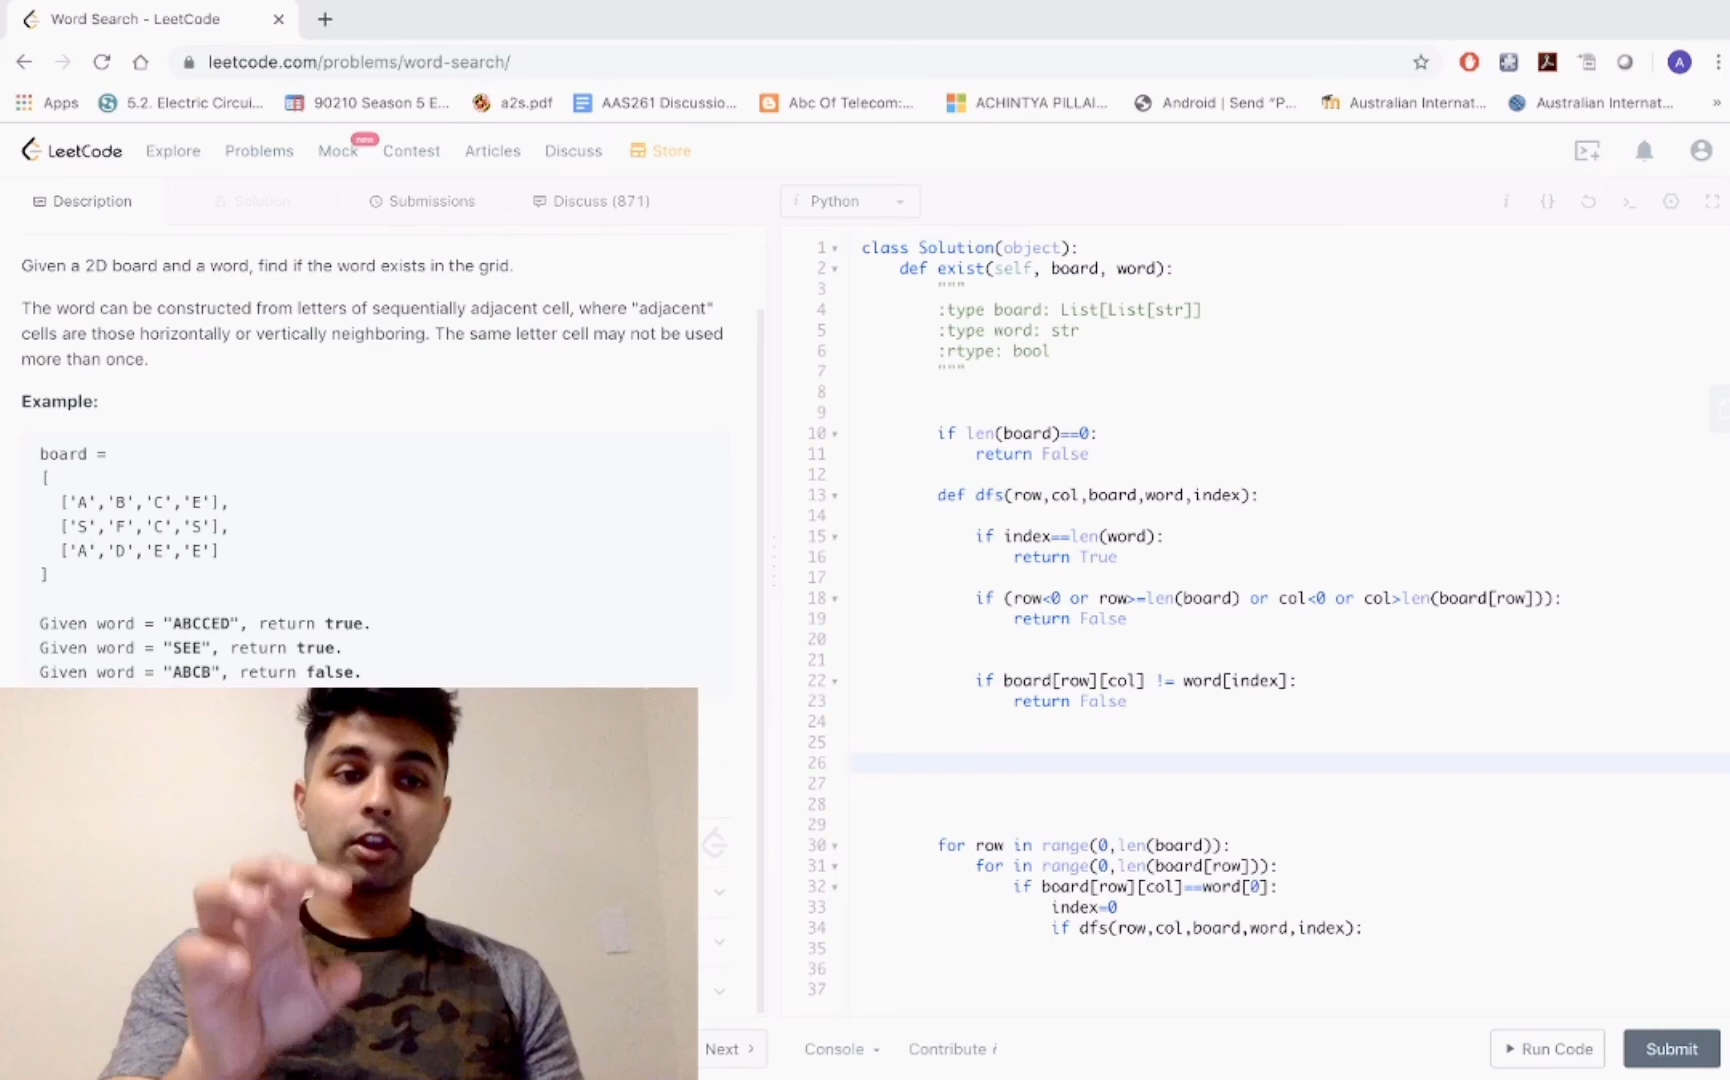 Word Search - LeetCode
leetcode.com/problems/word-search/
A
Apps 5.2. Electric Circui... 90210 Season 5 E... a2s.pdf AAS261 Discussio... Abc Of Telecom:... ACHINTYA PILLAI... Android | Send "P... Australian Internat... Australian Internat... »
LeetCode Explore Problems Mock new Contest Articles Discuss Store
Description Solution Submissions Discuss (871)
Given a 2D board and a word, find if the word exists in the grid.
The word can be constructed from letters of sequentially adjacent cell, where "adjacent"
cells are those horizontally or vertically neighboring. The same letter cell may not be used
more than once.
Example:
board =
[
['A','B','C','E'],
['S','F','C','S'],
['A','D','E','E']
]
Given word = "ABCCED", return true.
Given word = "SEE", return true.
Given word = "ABCB", return false.
Next >
i Python
i {} >_
1 class Solution(object):
2 def exist(self, board, word):
3 """
4 :type board: List[List[str]]
5 :type word: str
6 :rtype: bool
7 """
8
9
10 if len(board)==0:
11 return False
12
13 def dfs(row,col,board,word,index):
14
15 if index==len(word):
16 return True
17
18 if (row<0 or row>=len(board) or col<0 or col>len(board[row])):
19 return False
20
21
22 if board[row][col] != word[index]:
23 return False
24
25
26
27
28
29
30 for row in range(0,len(board)):
31 for in range(0,len(board[row])):
32 if board[row][col]==word[0]:
33 index=0
34 if dfs(row,col,board,word,index):
35
36
37
Console Contribute i Run Code Submit